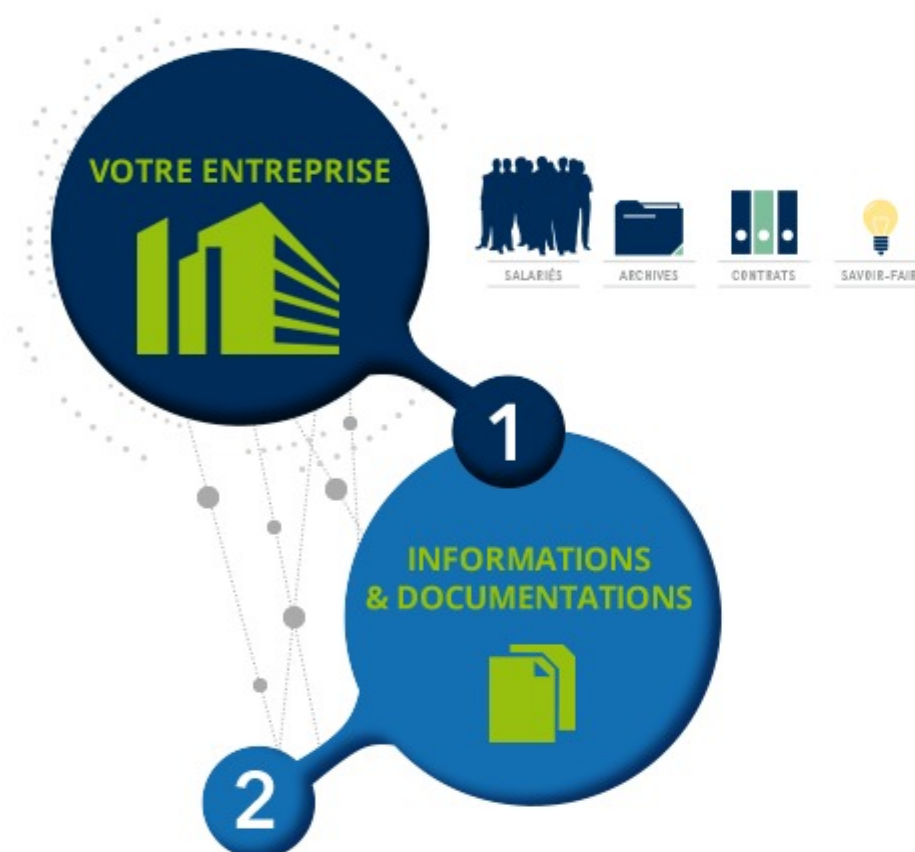 VOTRE ENTREPRISE
SALARIÉS
ARCHIVES
CONTRATS
SAVOIR-FAIR
1
INFORMATIONS
& DOCUMENTATIONS
2